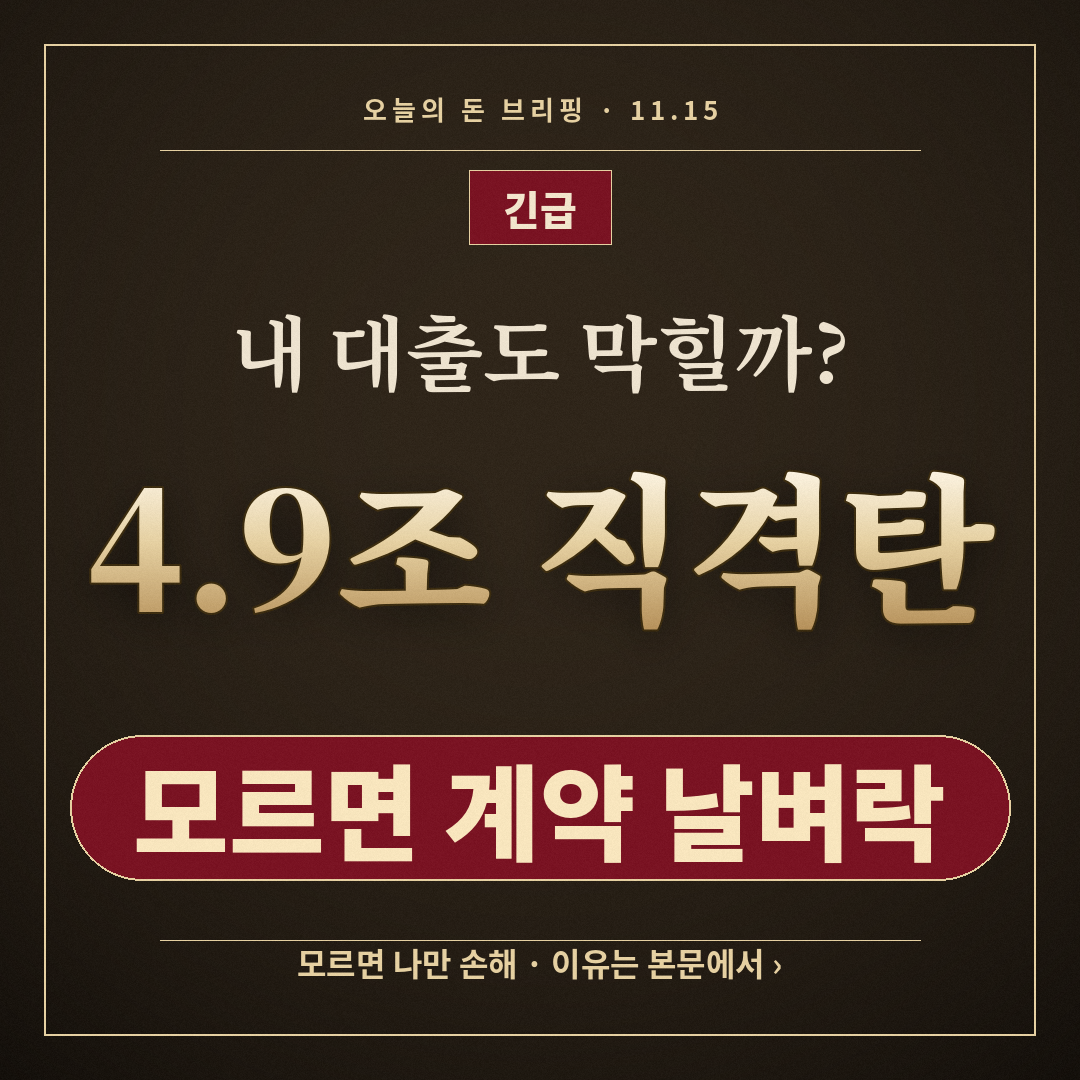 오늘의 돈 브리핑 · 11.15
긴급
내 대출도 막힐까?
4.9조 직격탄
모르면 계약 날벼락
모르면 나만 손해 · 이유는 본문에서 ›